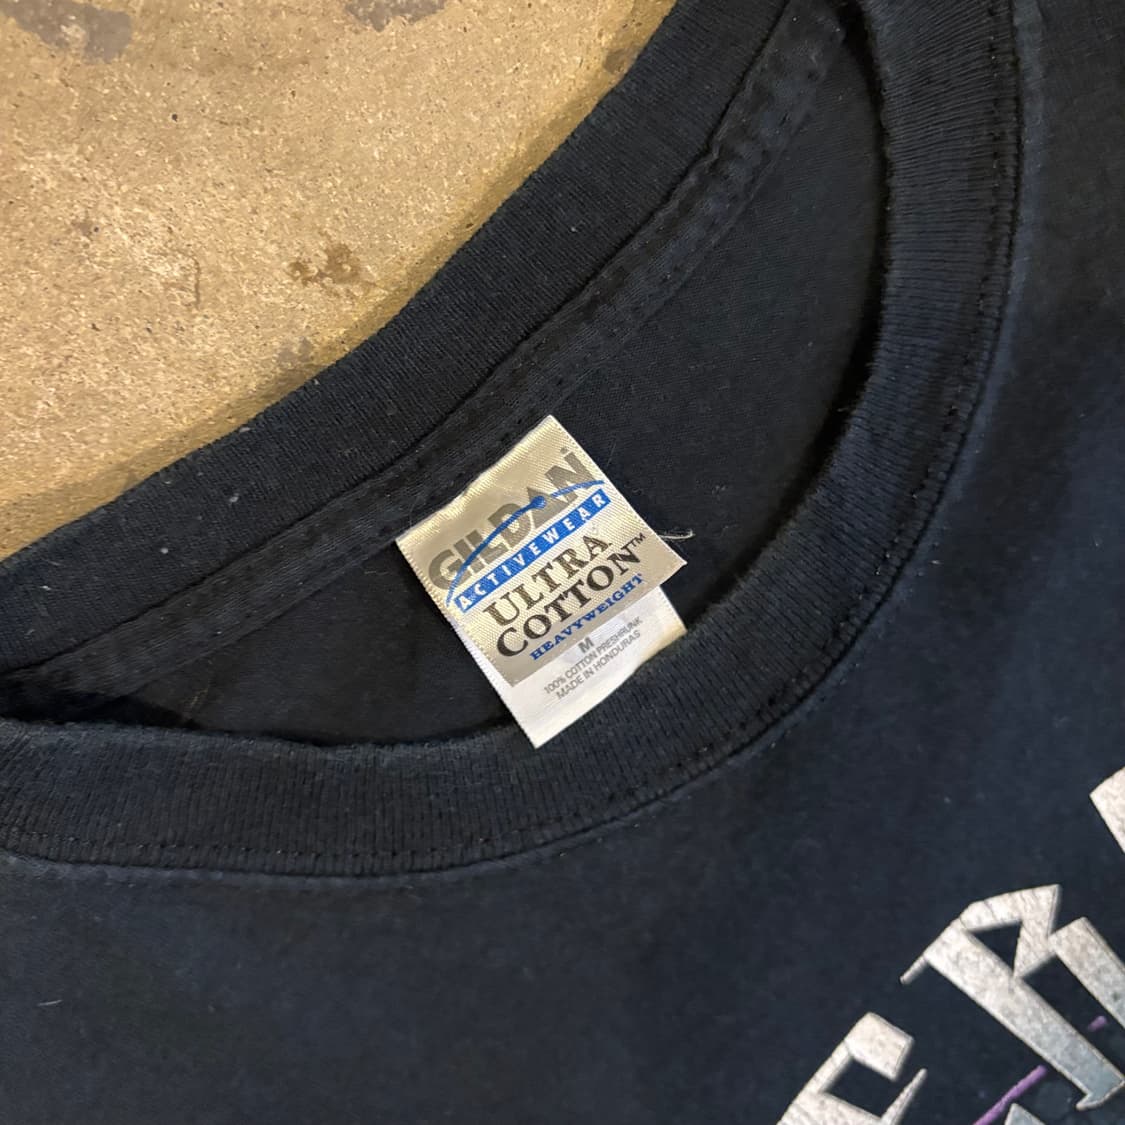 GILDAN
ACTIVEWEAR
ULTRA
COTTON™
HEAVYWEIGHT
M
100% COTTON PRESHRUNK
MADE IN HONDURAS